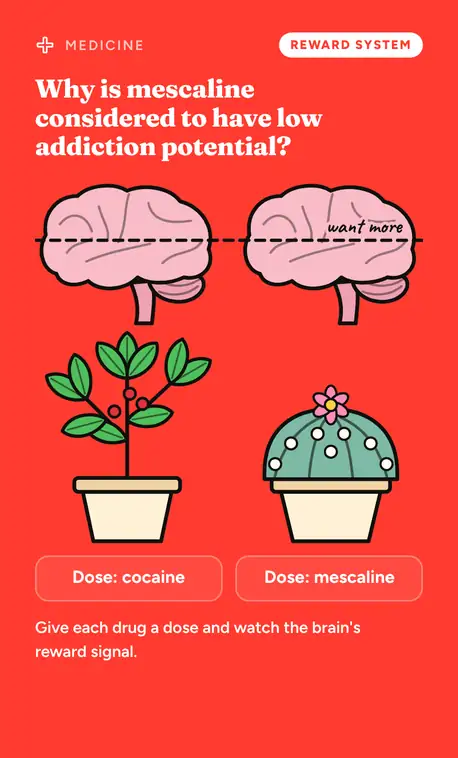 MEDICINE
REWARD SYSTEM
Why is mescaline
considered to have low
addiction potential?
want more
Dose: cocaine
Dose: mescaline
Give each drug a dose and watch the brain's
reward signal.